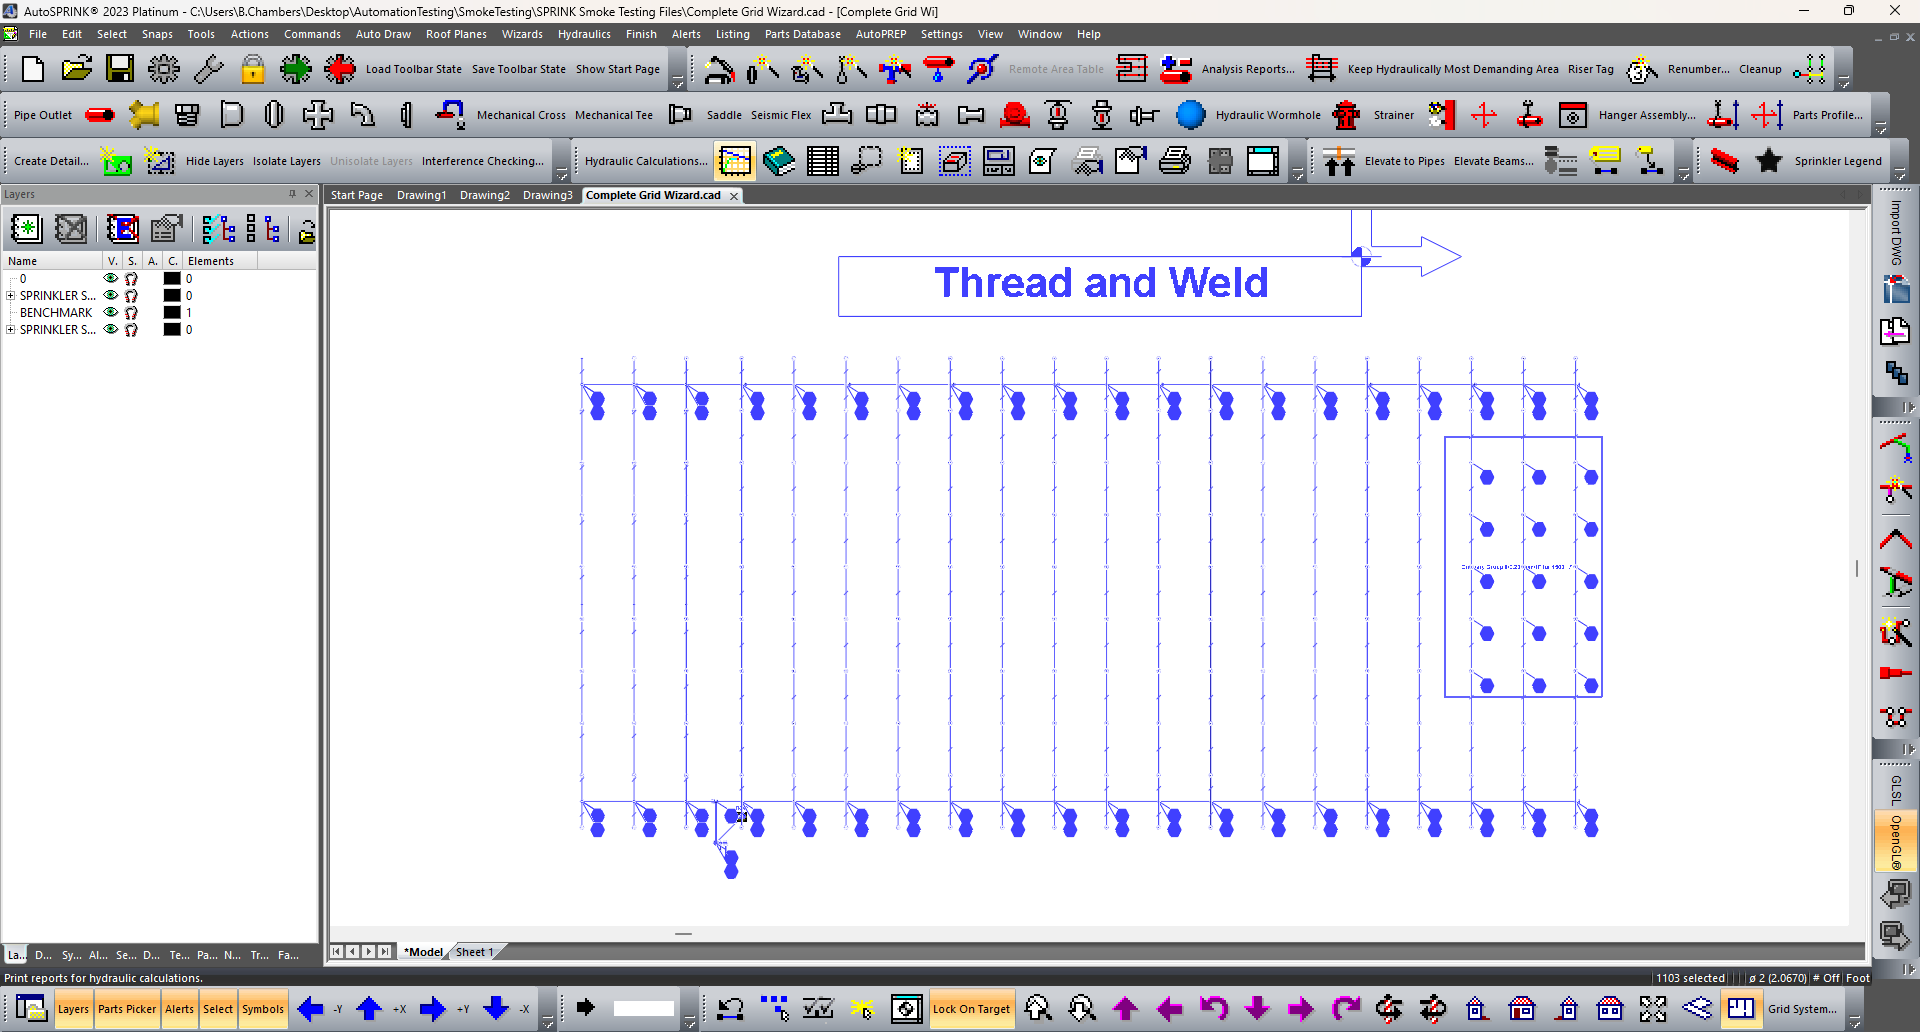 AutoSPRINK® 2023 Platinum - C:\Users\B.Chambers\Desktop\AutomationTesting\SmokeTesting\SPRINK Smoke Testing Files\Complete Grid Wizard.cad - [Complete Grid Wi]
File Edit Select Snaps Tools Actions Commands Auto Draw Roof Planes Wizards Hydraulics Finish Alerts Listing Parts Database AutoPREP Settings View Window Help
Load Toolbar State Save Toolbar State Show Start Page Remote Area Table Analysis Reports... Keep Hydraulically Most Demanding Area Riser Tag Renumber... Cleanup
Pipe Outlet Mechanical Cross Mechanical Tee Saddle Seismic Flex Hydraulic Wormhole Strainer Hanger Assembly... Parts Profile...
Create Detail... Hide Layers Isolate Layers Unisolate Layers Interference Checking... Hydraulic Calculations... Elevate to Pipes Elevate Beams... Sprinkler Legend
Layers
Start Page Drawing1 Drawing2 Drawing3 Complete Grid Wizard.cad
Name V. S. A. C. Elements
0 0
SPRINKLER S... 0
BENCHMARK 1
SPRINKLER S... 0
Thread and Weld
Import DWG
GLSL
OpenGL®
La... D... Sy... Al... Se... D... Te... Pa... N... Tr... Fa...
*Model Sheet 1
Print reports for hydraulic calculations.
1103 selected ø 2 (2.0670) # Off Foot
Layers Parts Picker Alerts Select Symbols -Y +X +Y -X Lock On Target Grid System...